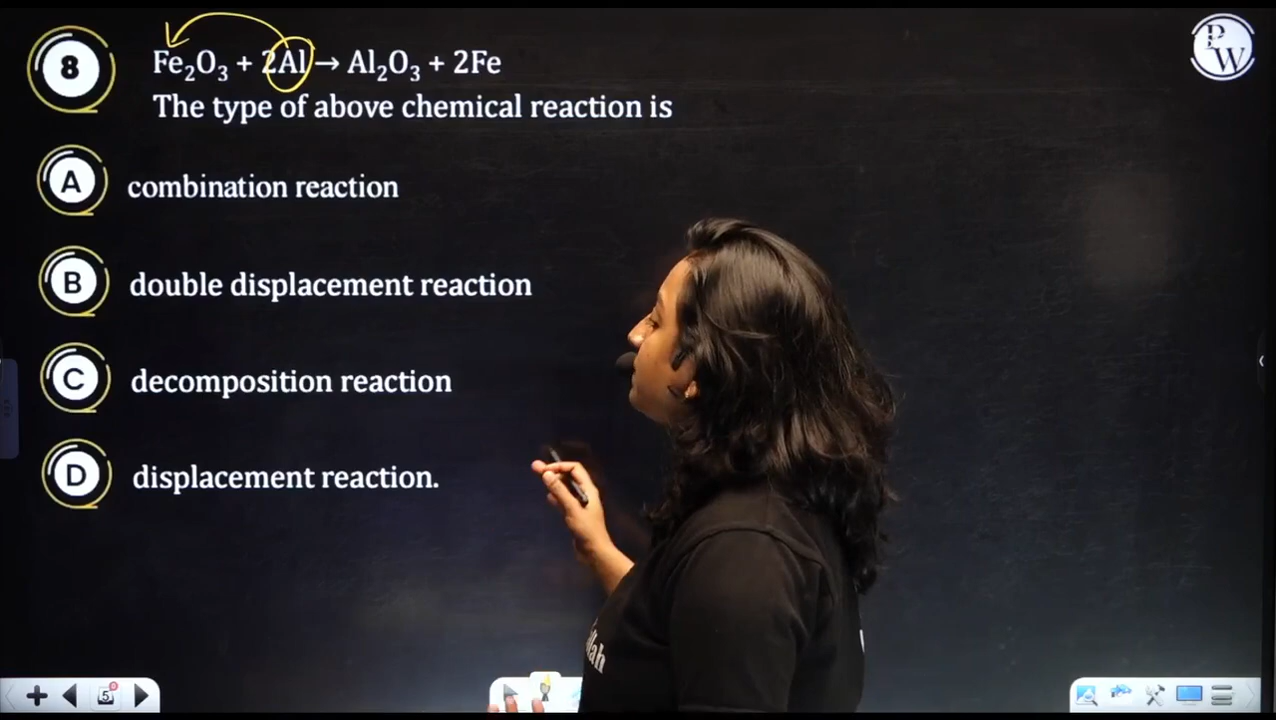 8
Fe₂O₃ + 2Al → Al₂O₃ + 2Fe
The type of above chemical reaction is
A combination reaction
B double displacement reaction
C decomposition reaction
D displacement reaction.
P
W
5